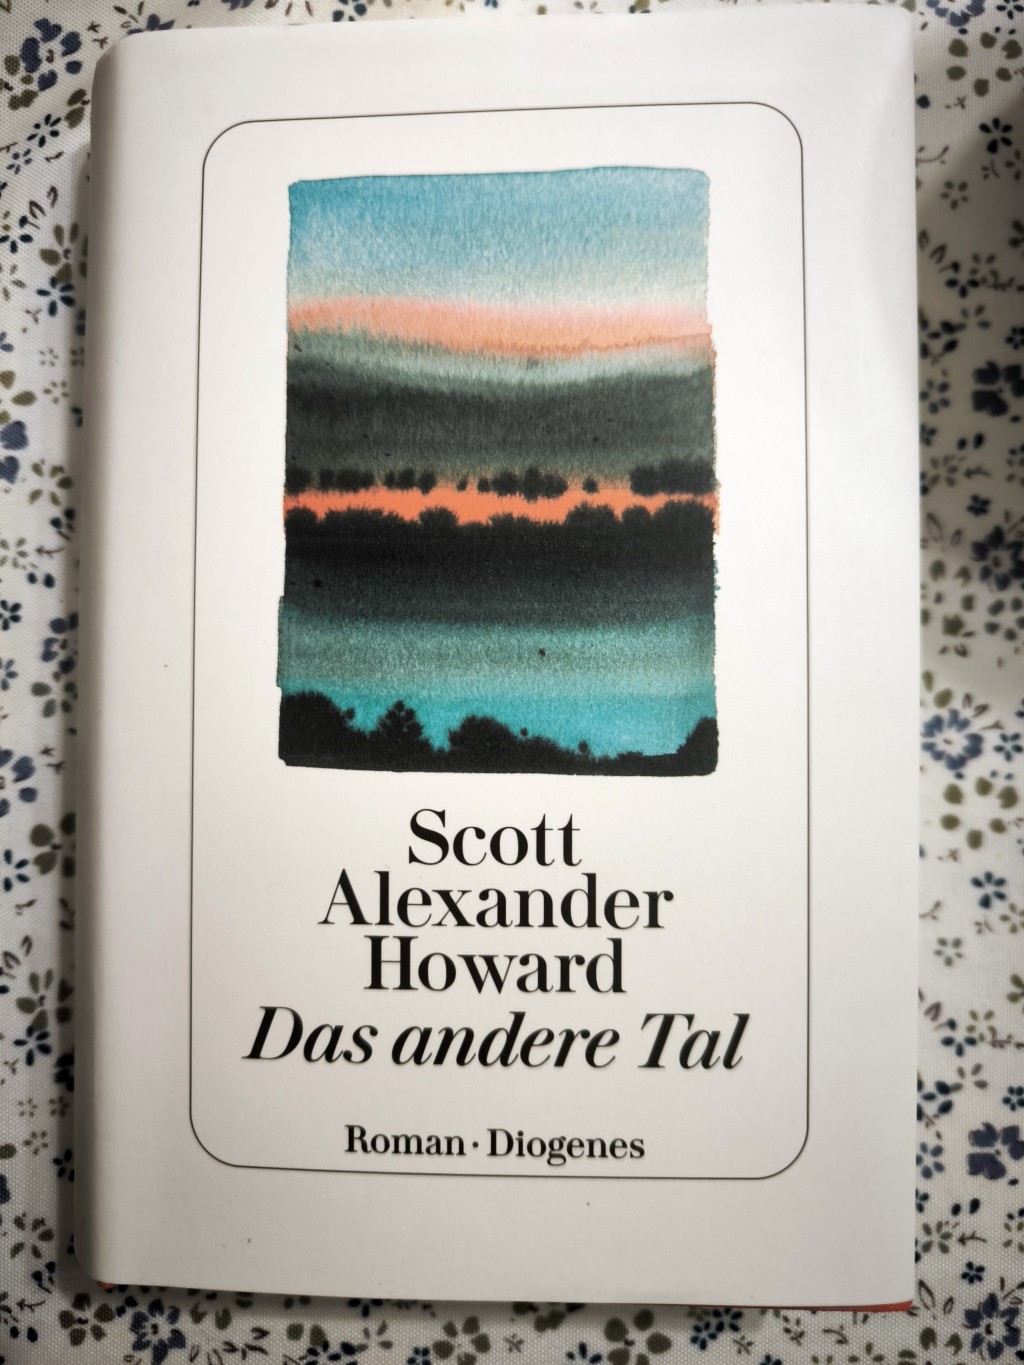 Scott
Alexander
Howard
Das andere Tal
Roman · Diogenes